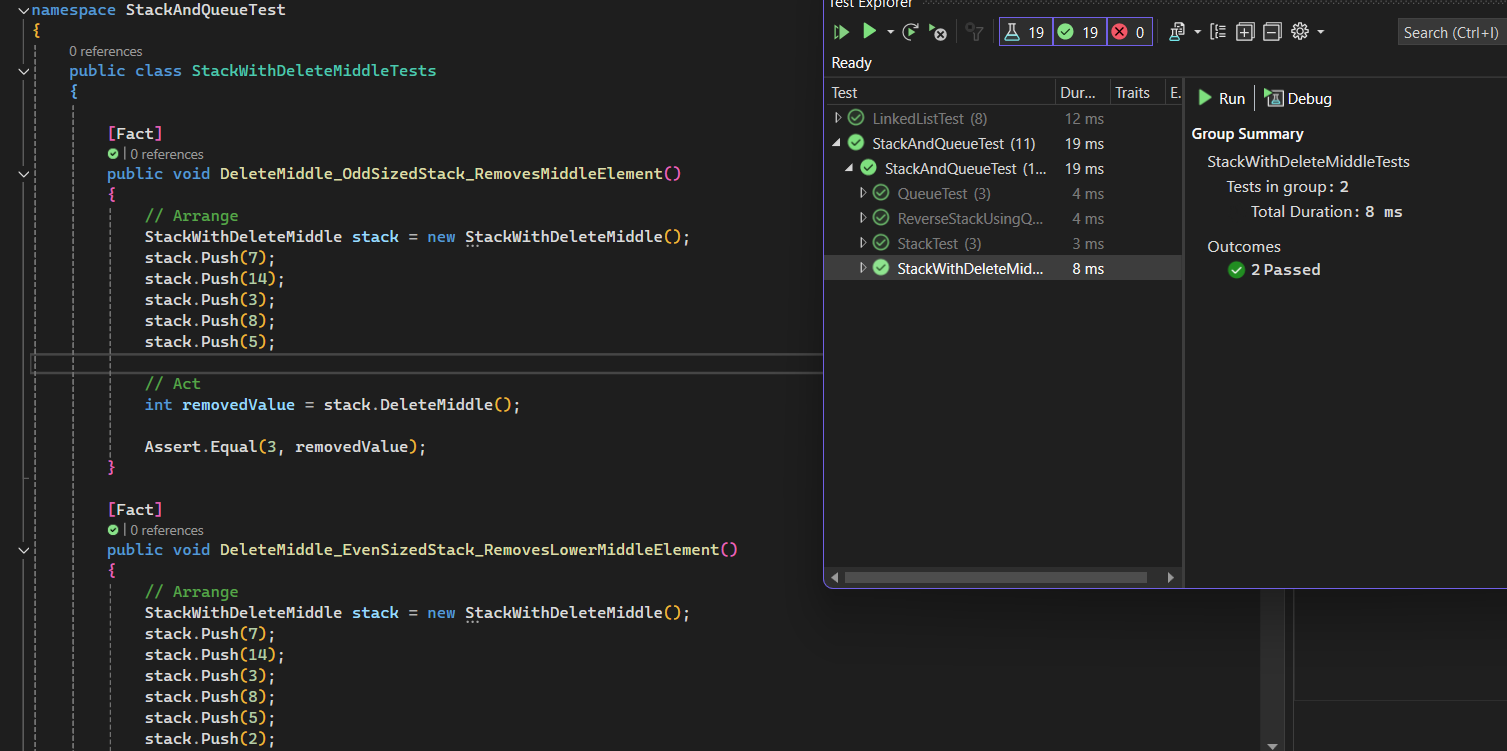 namespace StackAndQueueTest
{
0 references
public class StackWithDeleteMiddleTests
{
[Fact]
| 0 references
public void DeleteMiddle_OddSizedStack_RemovesMiddleElement()
{
// Arrange
StackWithDeleteMiddle stack = new StackWithDeleteMiddle();
stack.Push(7);
stack.Push(14);
stack.Push(3);
stack.Push(8);
stack.Push(5);
// Act
int removedValue = stack.DeleteMiddle();
Assert.Equal(3, removedValue);
}
[Fact]
| 0 references
public void DeleteMiddle_EvenSizedStack_RemovesLowerMiddleElement()
{
// Arrange
StackWithDeleteMiddle stack = new StackWithDeleteMiddle();
stack.Push(7);
stack.Push(14);
stack.Push(3);
stack.Push(8);
stack.Push(5);
stack.Push(2);
Test Explorer
19 19 0
Search (Ctrl+I)
Ready
Test Dur... Traits E.
LinkedListTest (8) 12 ms
StackAndQueueTest (11) 19 ms
StackAndQueueTest (1... 19 ms
QueueTest (3) 4 ms
ReverseStackUsingQ... 4 ms
StackTest (3) 3 ms
StackWithDeleteMid... 8 ms
Run | Debug
Group Summary
StackWithDeleteMiddleTests
Tests in group: 2
Total Duration: 8 ms
Outcomes
2 Passed